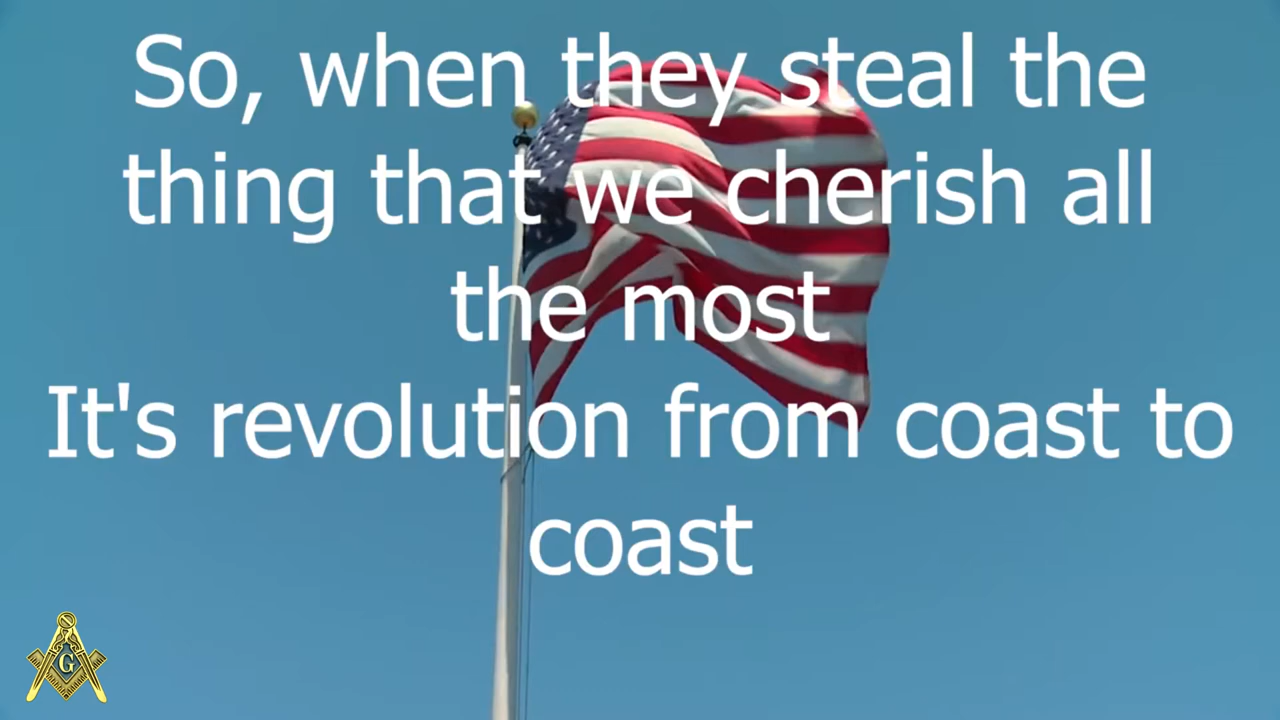 So, when they steal the
thing that we cherish all
the most
It's revolution from coast to
coast
G